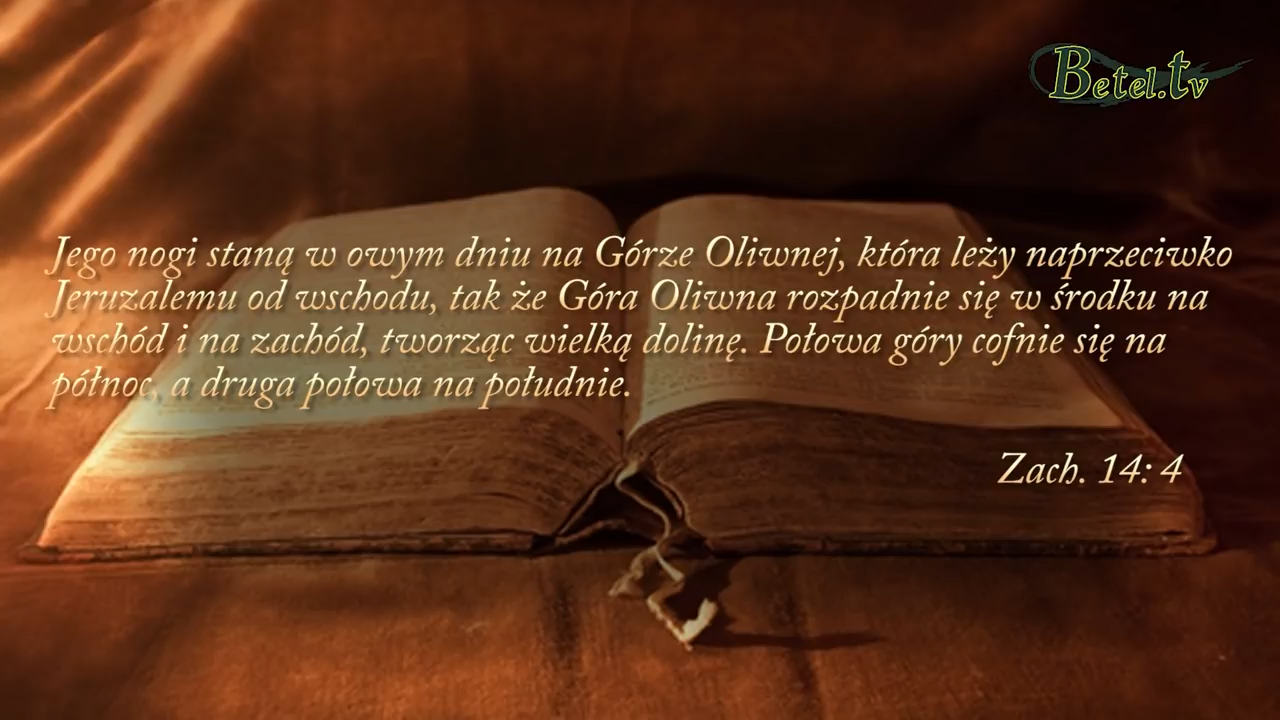 Betel.tv
Jego nogi staną w owym dniu na Górze Oliwnej, która leży naprzeciwko
Jeruzalemu od wschodu, tak że Góra Oliwna rozpadnie się w środku na
wschód i na zachód, tworząc wielką dolinę. Połowa góry cofnie się na
północ, a druga połowa na południe.
Zach. 14: 4